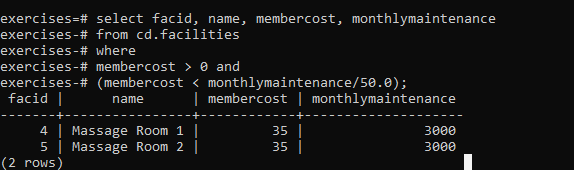 exercises=# select facid, name, membercost, monthlymaintenance
exercises-# from cd.facilities
exercises-# where
exercises-# membercost > 0 and
exercises-# (membercost < monthlymaintenance/50.0);
 facid |      name      | membercost | monthlymaintenance
-------+----------------+------------+--------------------
     4 | Massage Room 1 |         35 |               3000
     5 | Massage Room 2 |         35 |               3000
(2 rows)